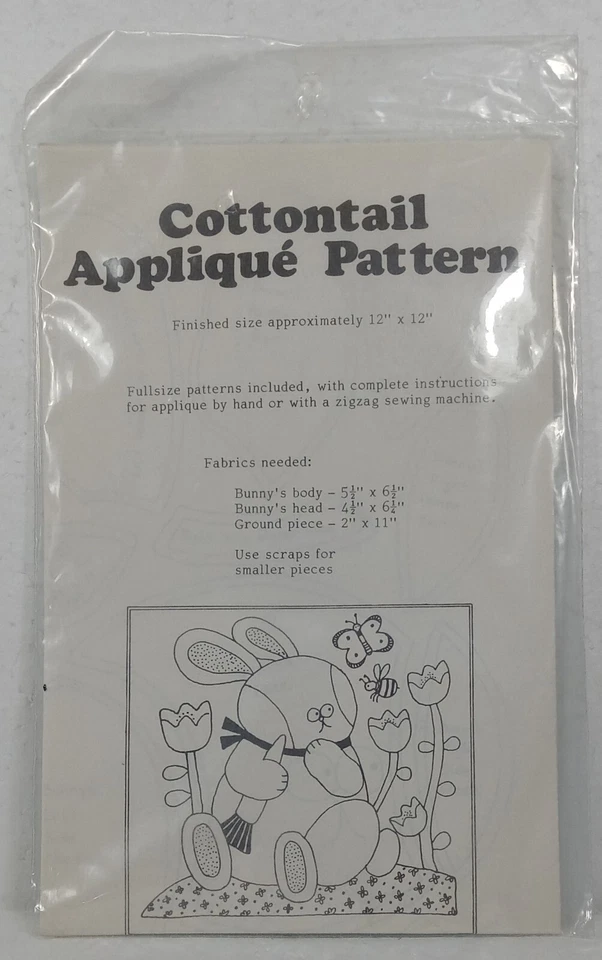 Cottontail
Appliqué Pattern
Finished size approximately 12" x 12"
Fullsize patterns included, with complete instructions
for applique by hand or with a zigzag sewing machine.
Fabrics needed:
Bunny's body – 5½" x 6½"
Bunny's head – 4½" x 6¼"
Ground piece – 2" x 11"
Use scraps for
smaller pieces